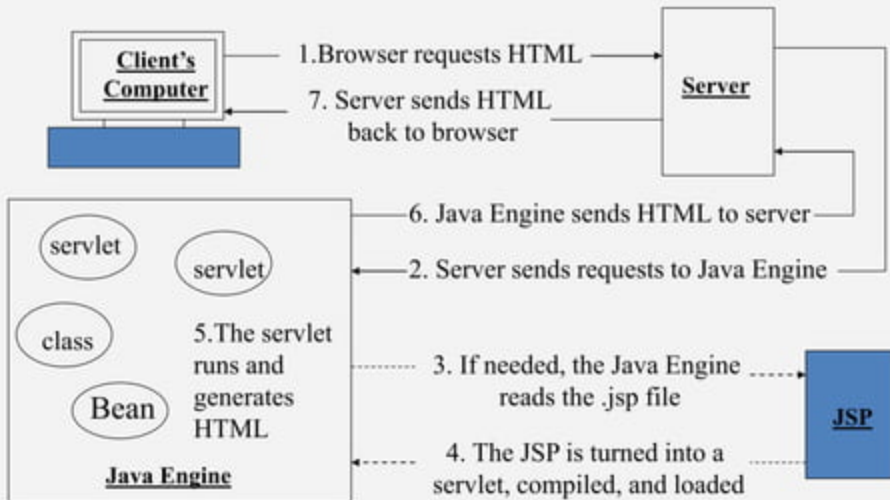 Client's
Computer
1.Browser requests HTML
7. Server sends HTML
back to browser
Server
6. Java Engine sends HTML to server
2. Server sends requests to Java Engine
servlet
servlet
class
Bean
5.The servlet
runs and
generates
HTML
Java Engine
3. If needed, the Java Engine
reads the .jsp file
4. The JSP is turned into a
servlet, compiled, and loaded
JSP